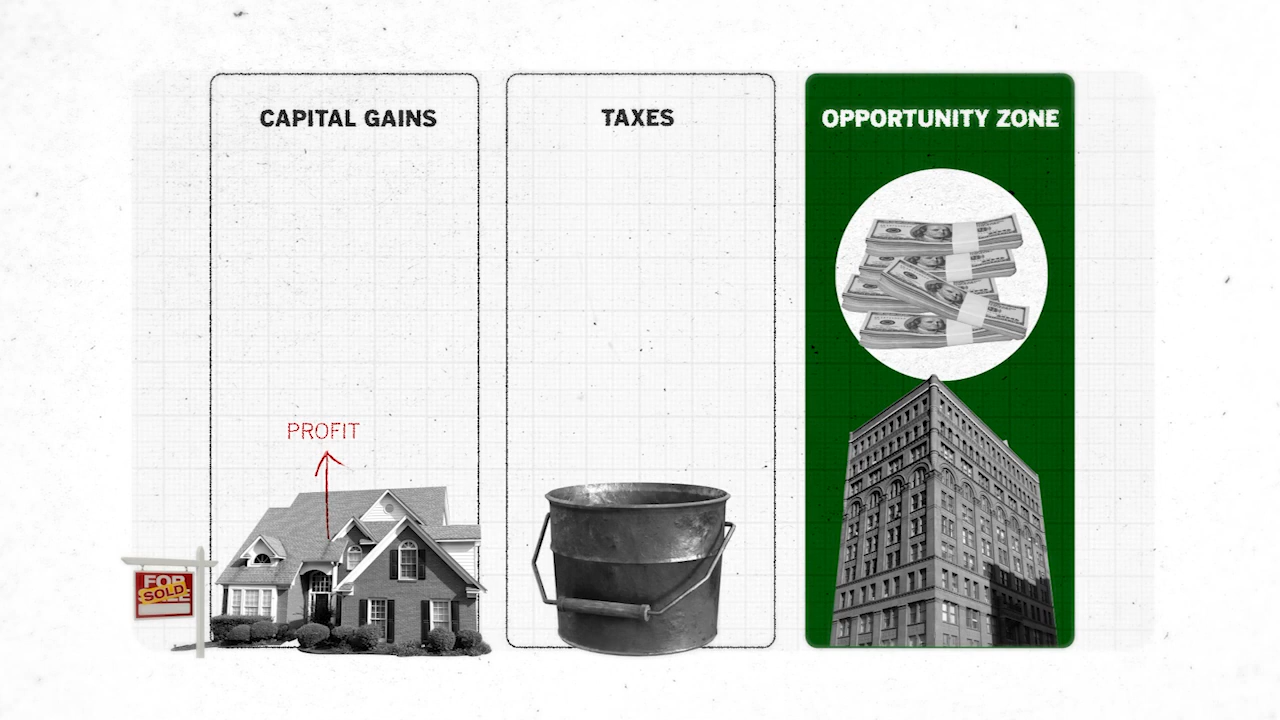 CAPITAL GAINS
TAXES
OPPORTUNITY ZONE
PROFIT
FOR
SOLD